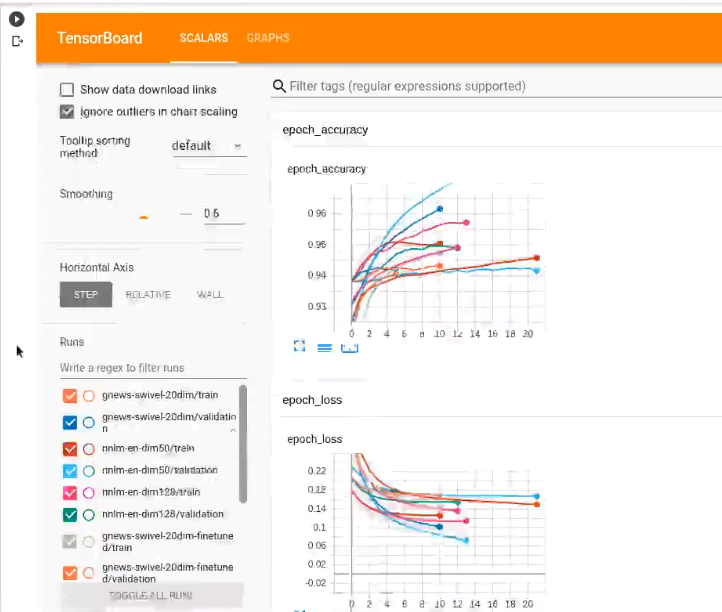 TensorBoard SCALARS GRAPHS
Show data download links
Ignore outliers in chart scaling
Tooltip sorting method
default
Smoothing
0.6
Horizontal Axis
STEP RELATIVE WALL
Runs
Write a regex to filter runs
gnews-swivel-20dim/train
gnews-swivel-20dim/validatio
n
nnlm-en-dim50/train
nnlm-en-dim50/validation
nnlm-en-dim128/train
nnlm-en-dim128/validation
gnews-swivel-20dim-finetune
d/train
gnews-swivel-20dim-finetune
d/validation
TOGGLE ALL RUNS
Filter tags (regular expressions supported)
epoch_accuracy
epoch_accuracy
0.96
0.95
0.94
0.93
0 2 4 6 8 10 12 14 16 18 20
epoch_loss
epoch_loss
0.22
0.18
0.14
0.1
0.06
0.02
-0.02
0 2 4 6 8 10 12 14 16 18 20